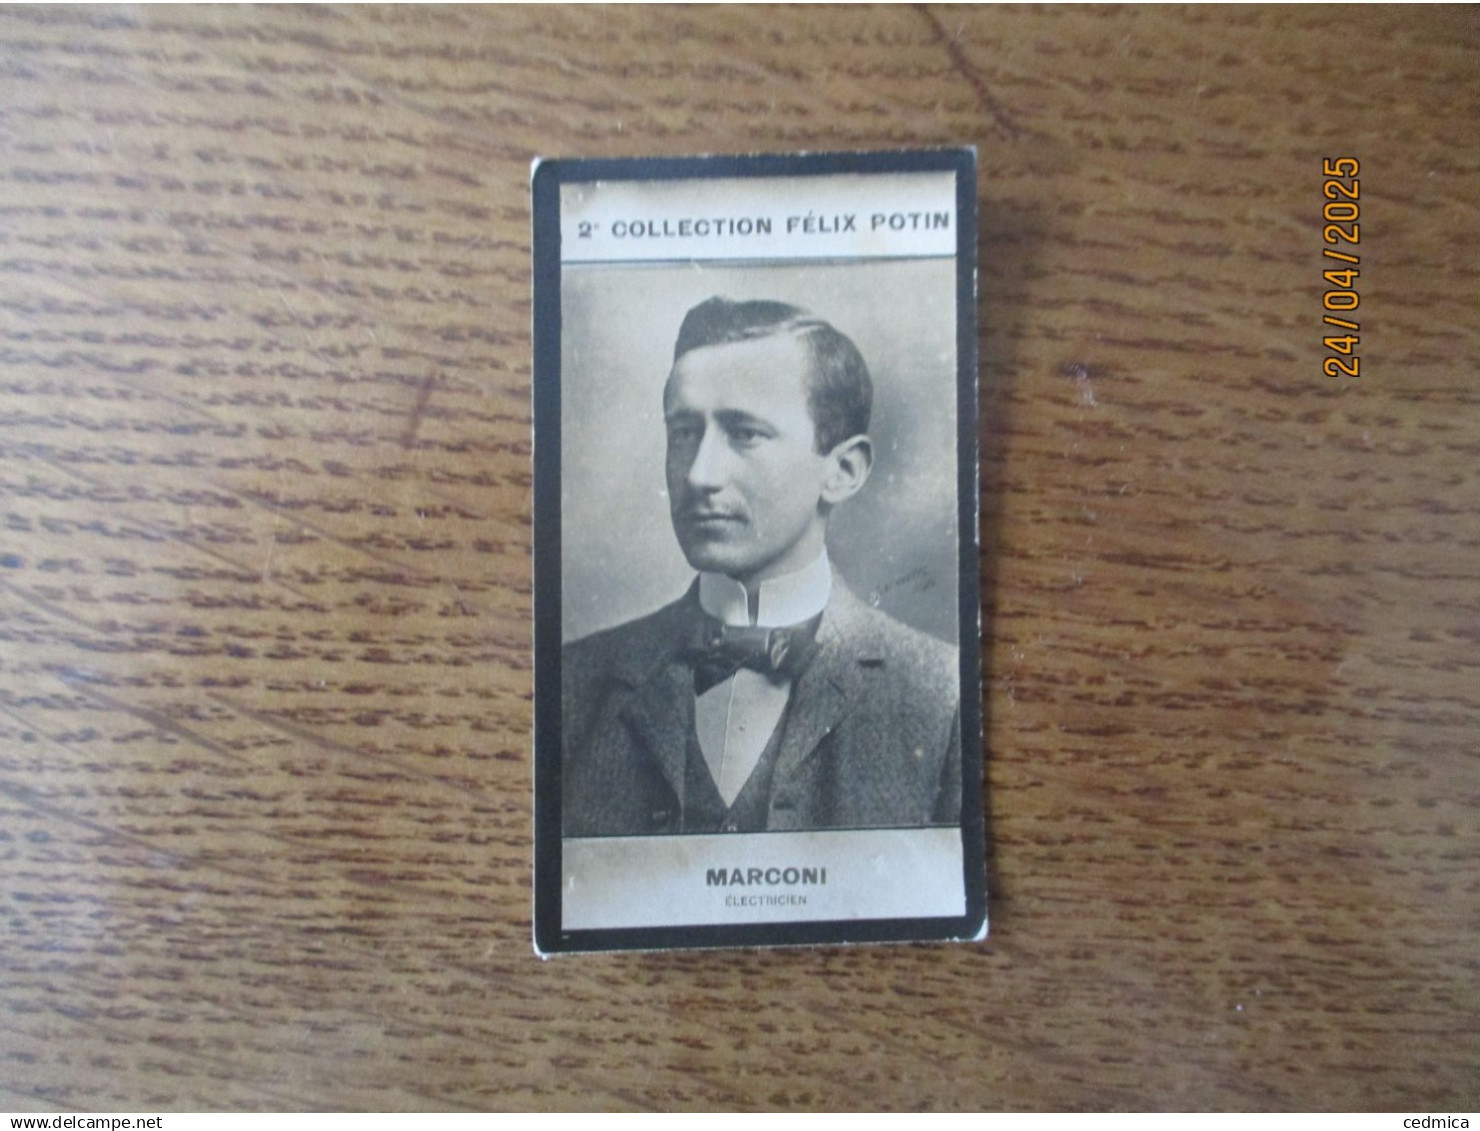 2e COLLECTION FÉLIX POTIN
MARCONI
ÉLECTRICIEN
24/04/2025
www.delcampe.net
cedmica